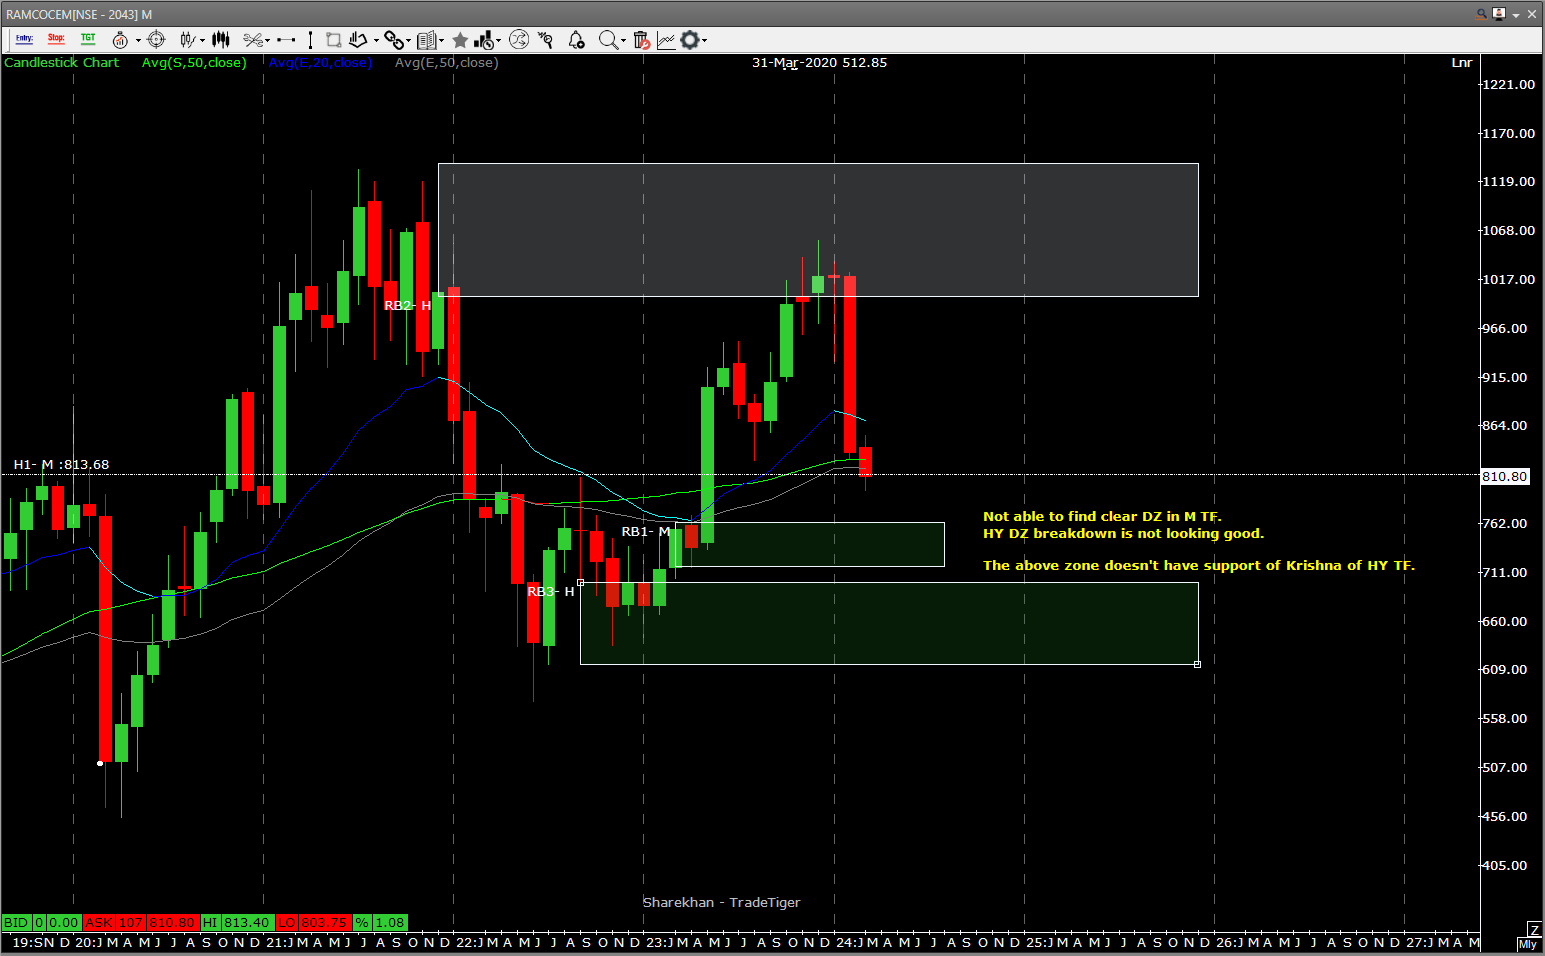 RAMCOCEM[NSE - 2043] M
Entry: Stop: TGT
Candlestick Chart Avg(S,50,close) Avg(E,20,close) Avg(E,50,close) 31-Mar-2020 512.85 Lnr
1221.00
1170.00
1119.00
1068.00
1017.00
RB2- H
966.00
915.00
864.00
H1- M :813.68
810.80
Not able to find clear DZ in M TF.
762.00
RB1- M
HY DZ breakdown is not looking good.
The above zone doesn't have support of Krishna of HY TF.
711.00
RB3- H
660.00
609.00
558.00
507.00
456.00
405.00
Sharekhan - TradeTiger
BID 0 0.00 ASK 107 810.80 HI 813.40 LO 803.75 % 1.08
Z
19:S N D 20:J M A M J J A S O N D 21:J M A M J J A S O N D 22:J M A M J J A S O N D 23:J M A M J J A S O N D 24:J M A M J J A S O N D 25:J M A M J J A S O N D 26:J M A M J J A S O N D 27:J M A M
Mly